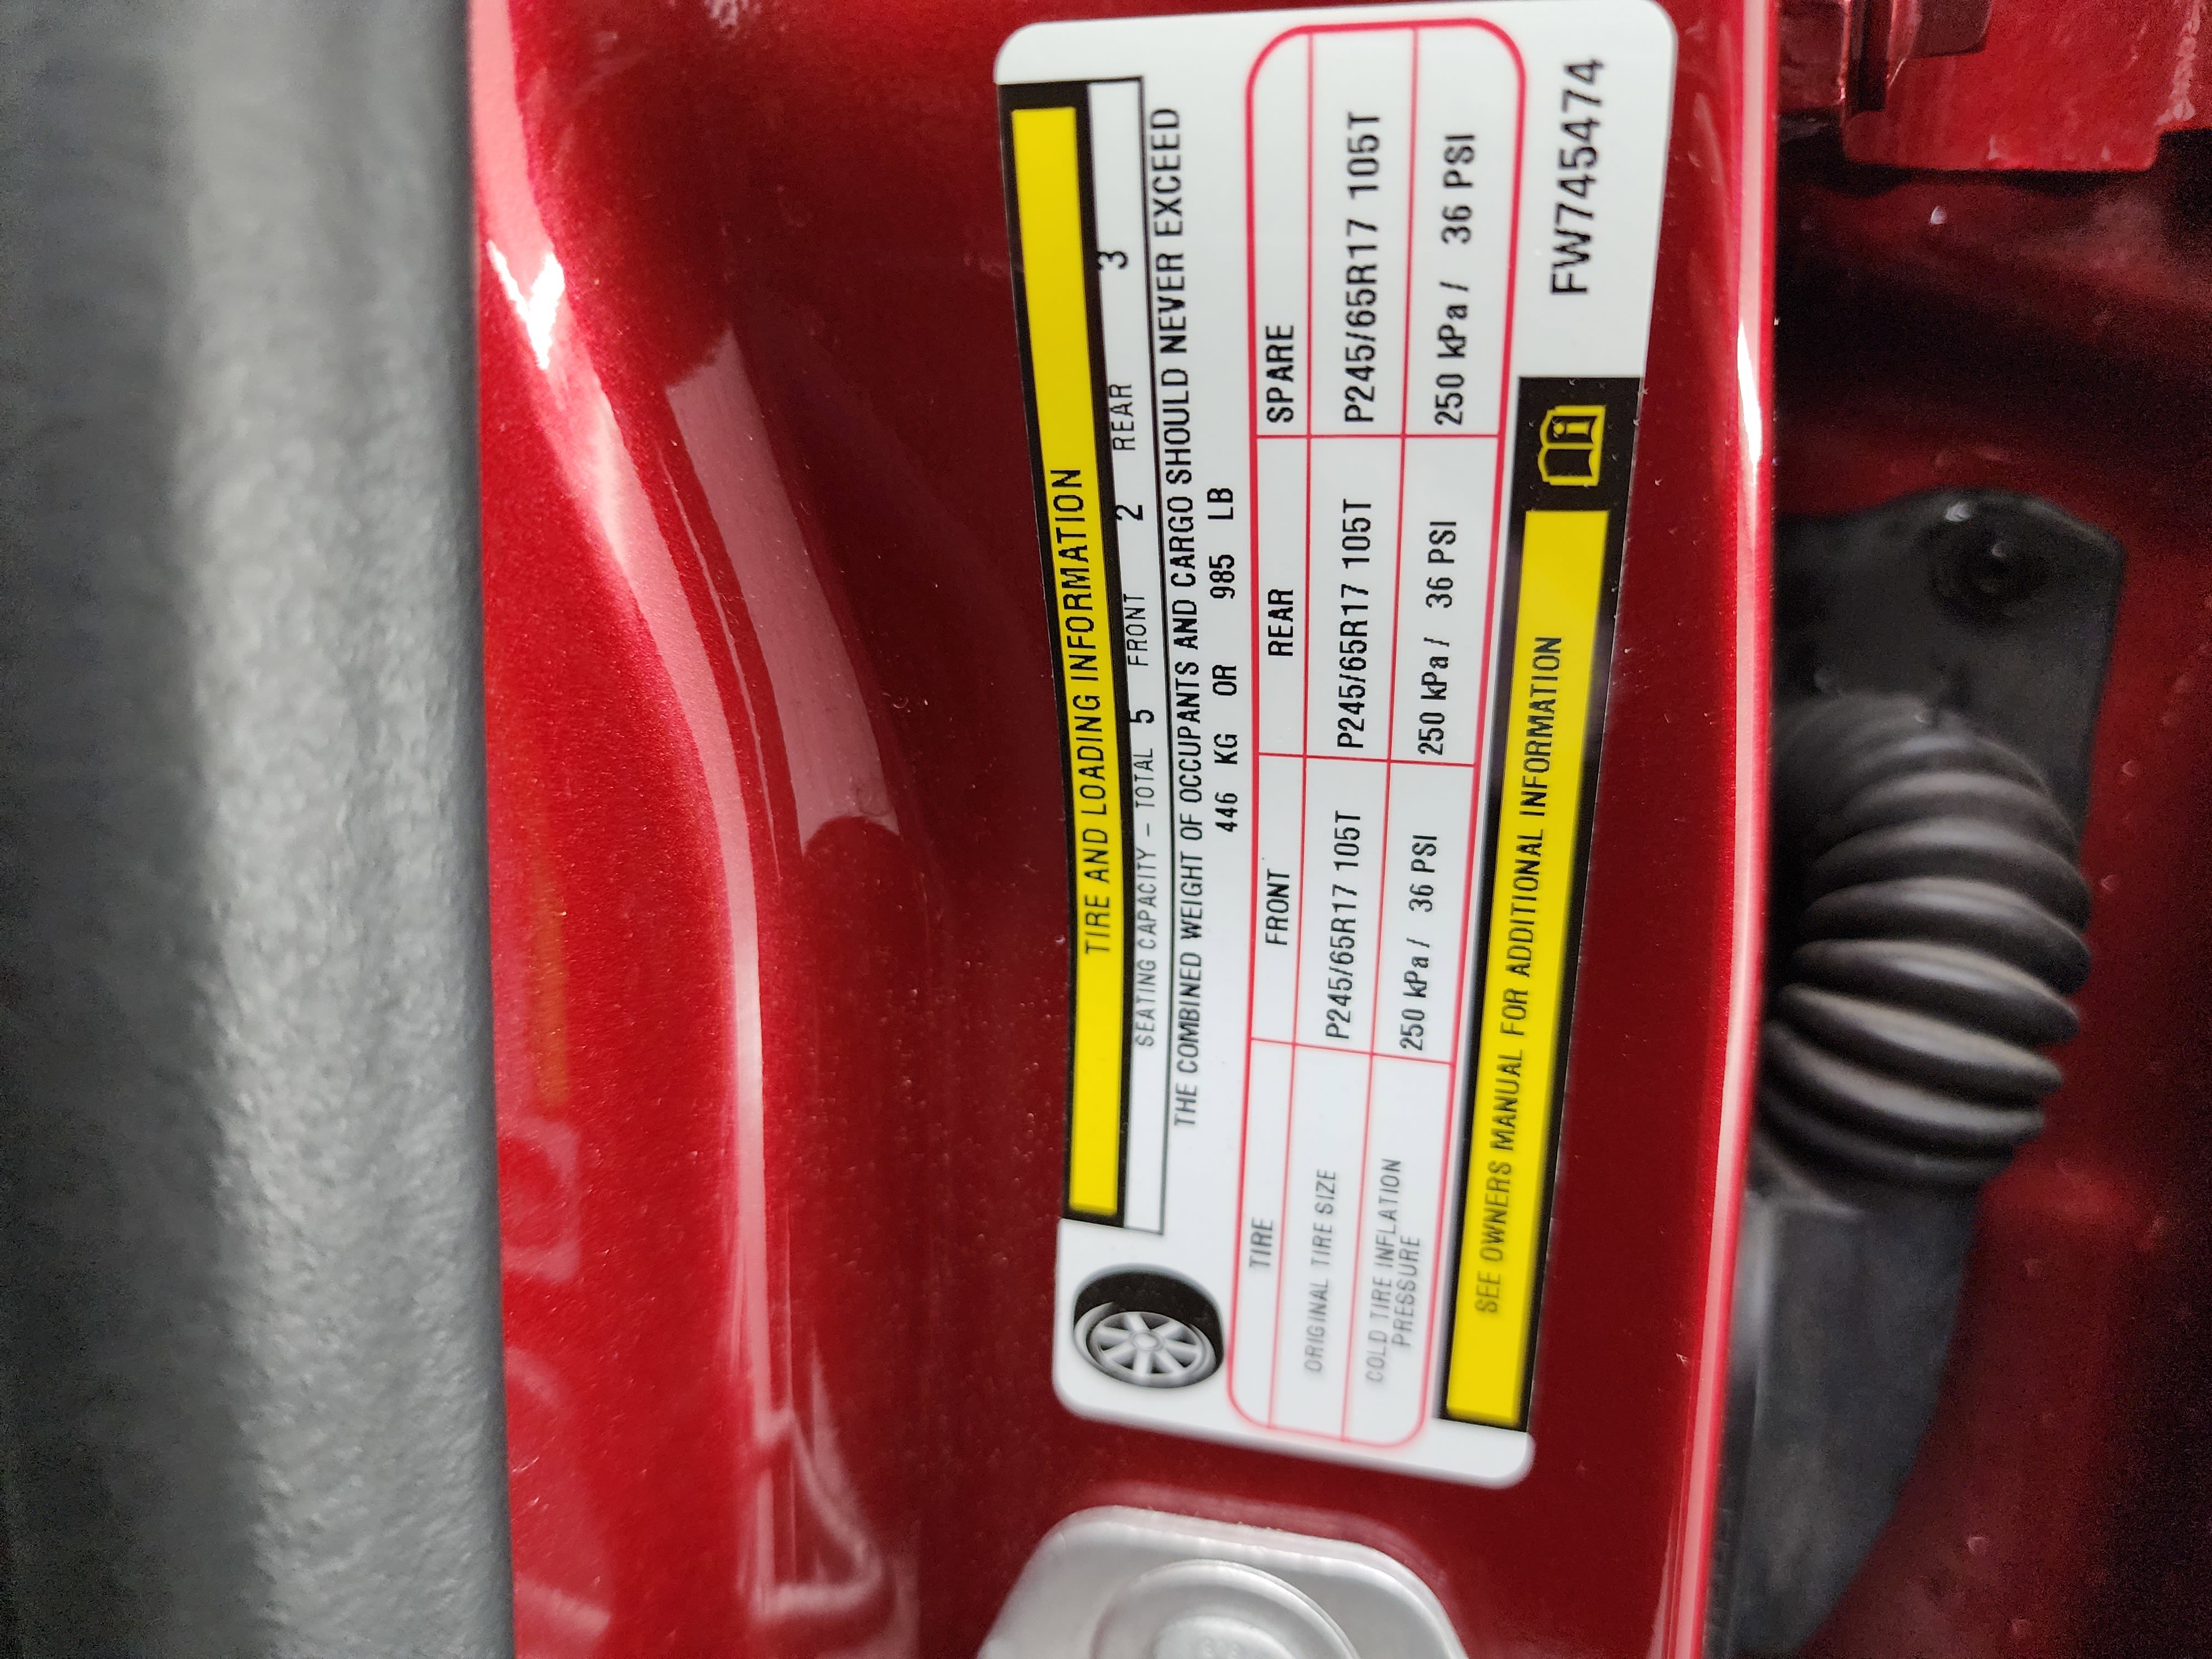 TIRE AND LOADING INFORMATION
SEATING CAPACITY – TOTAL 5 FRONT 2 REAR 3
THE COMBINED WEIGHT OF OCCUPANTS AND CARGO SHOULD NEVER EXCEED
446 KG OR 985 LB
TIRE FRONT REAR SPARE
ORIGINAL TIRE SIZE P245/65R17 105T P245/65R17 105T P245/65R17 105T
COLD TIRE INFLATION PRESSURE 250 kPa / 36 PSI 250 kPa / 36 PSI 250 kPa / 36 PSI
SEE OWNERS MANUAL FOR ADDITIONAL INFORMATION
FW745474